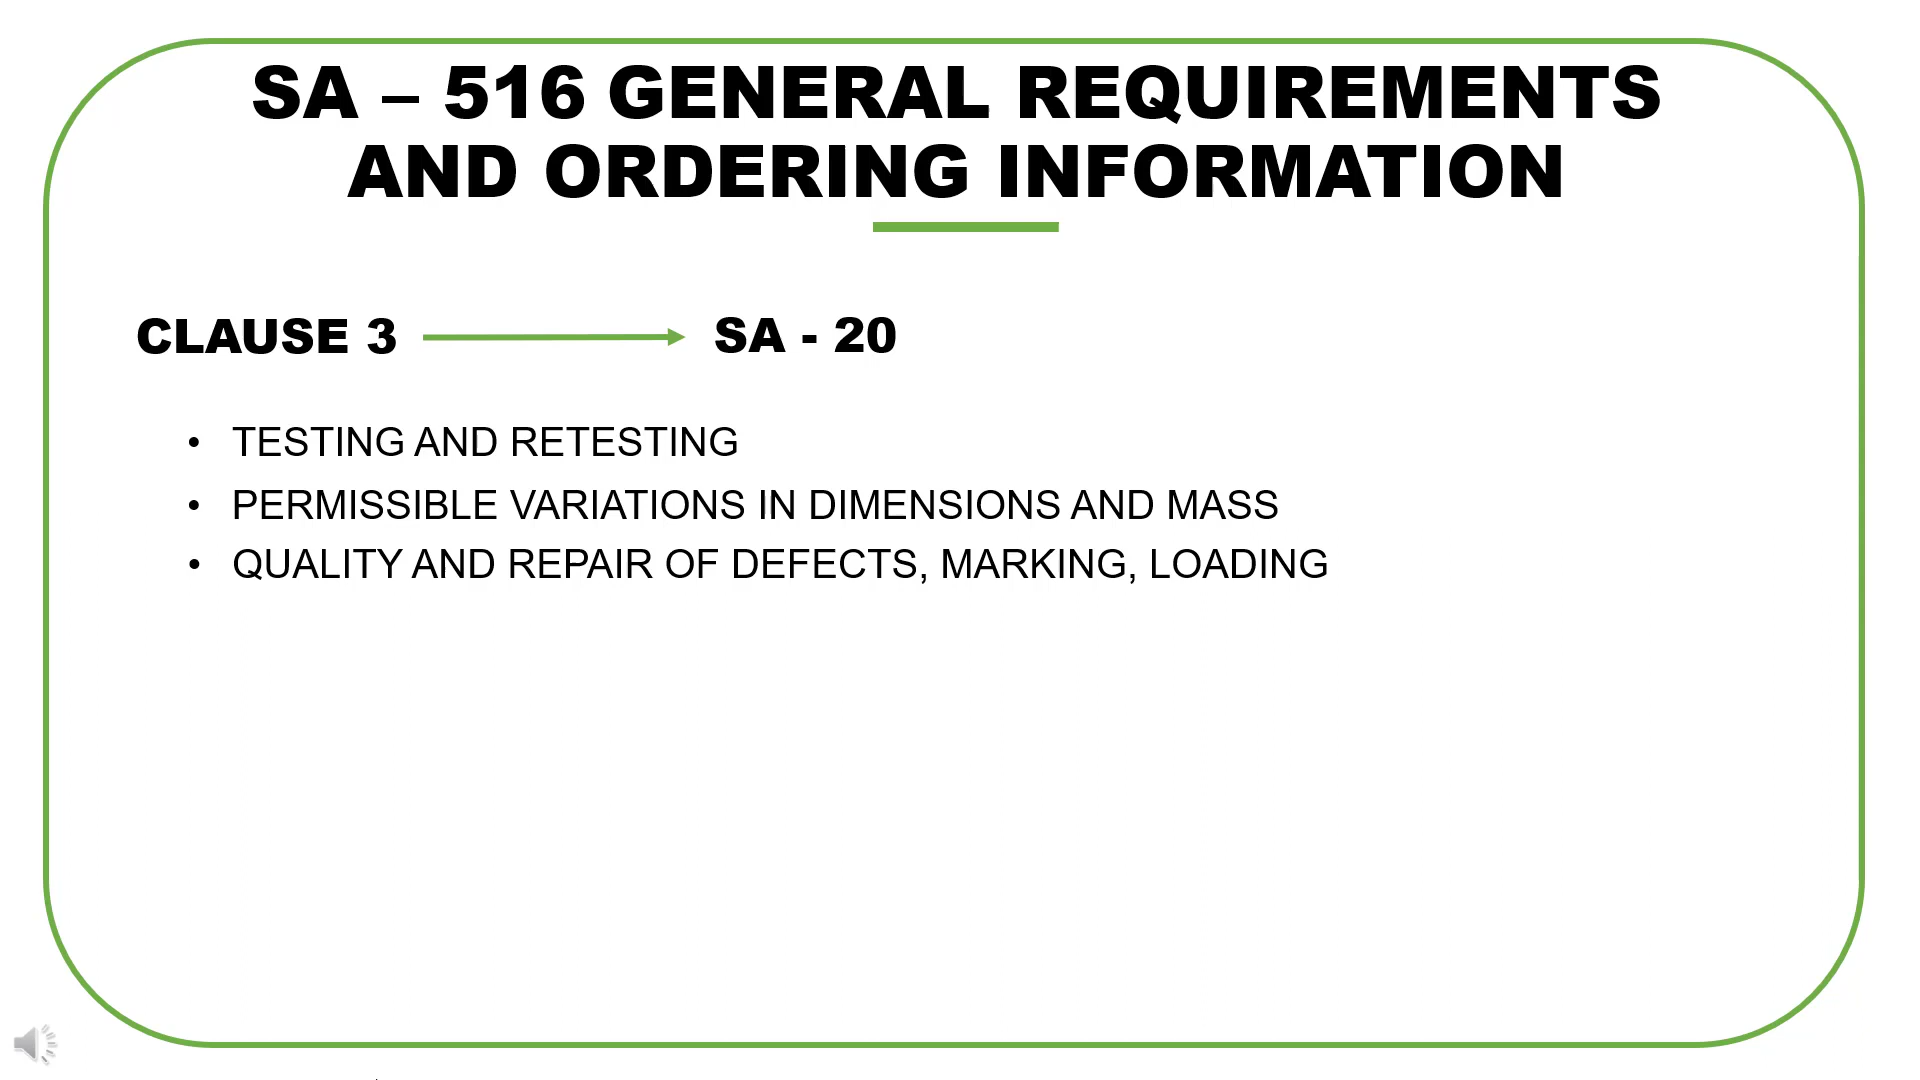 SA – 516 GENERAL REQUIREMENTS
AND ORDERING INFORMATION
CLAUSE 3 SA - 20
• TESTING AND RETESTING
• PERMISSIBLE VARIATIONS IN DIMENSIONS AND MASS
• QUALITY AND REPAIR OF DEFECTS, MARKING, LOADING